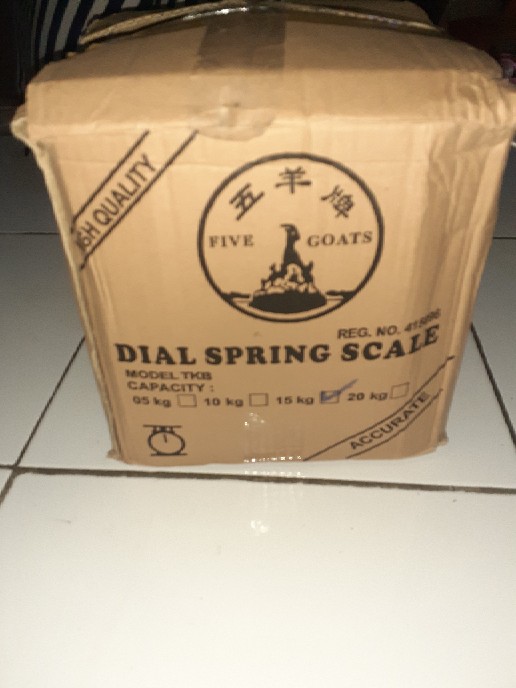 HIGH QUALITY
五羊牌
FIVE GOATS
REG. NO. 415886
DIAL SPRING SCALE
MODEL TKB
CAPACITY :
05 kg 10 kg 15 kg 20 kg
ACCURATE